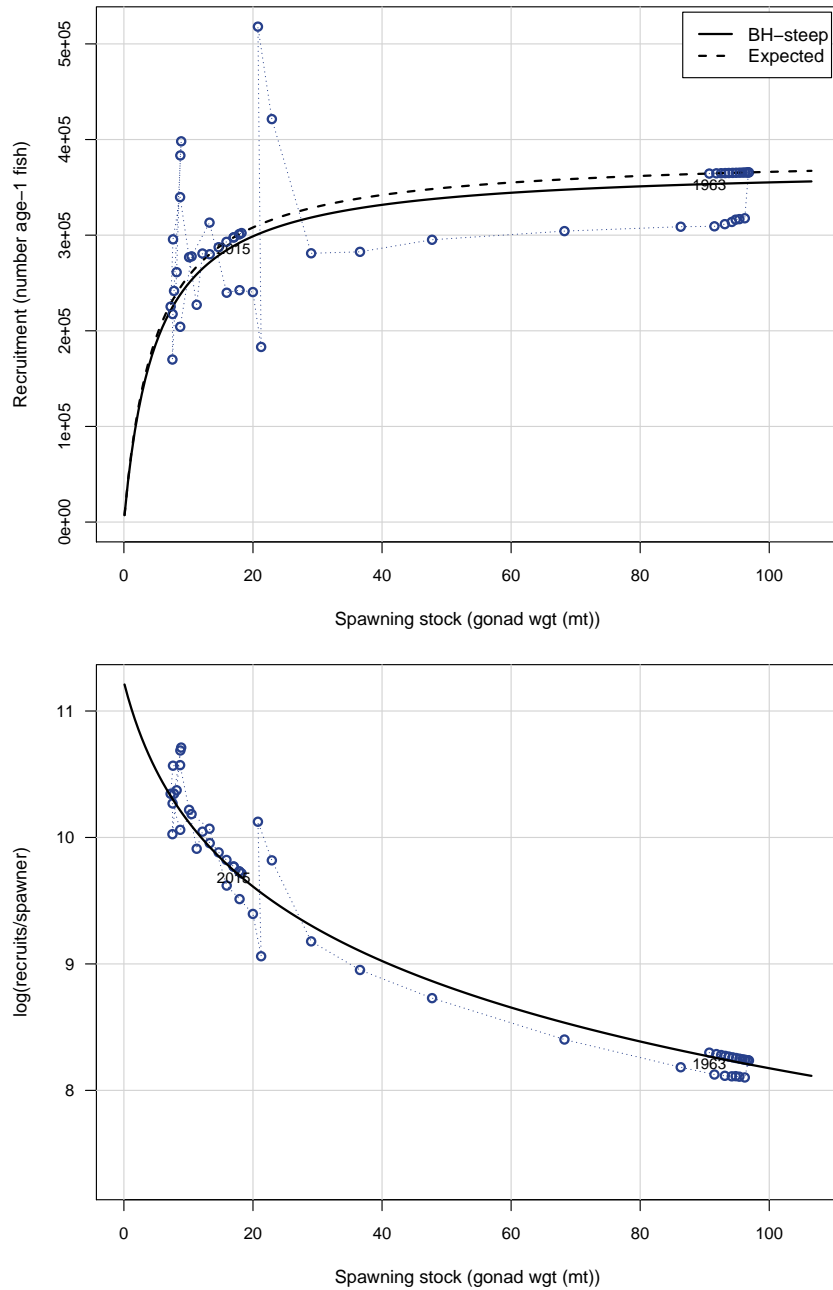 BH−steep
Expected
Recruitment (number age−1 fish)
5e+05
4e+05
3e+05
2e+05
1e+05
0e+00
1963
2015
0 20 40 60 80 100
Spawning stock (gonad wgt (mt))
log(recruits/spawner)
11
10
9
8
2015
1963
0 20 40 60 80 100
Spawning stock (gonad wgt (mt))